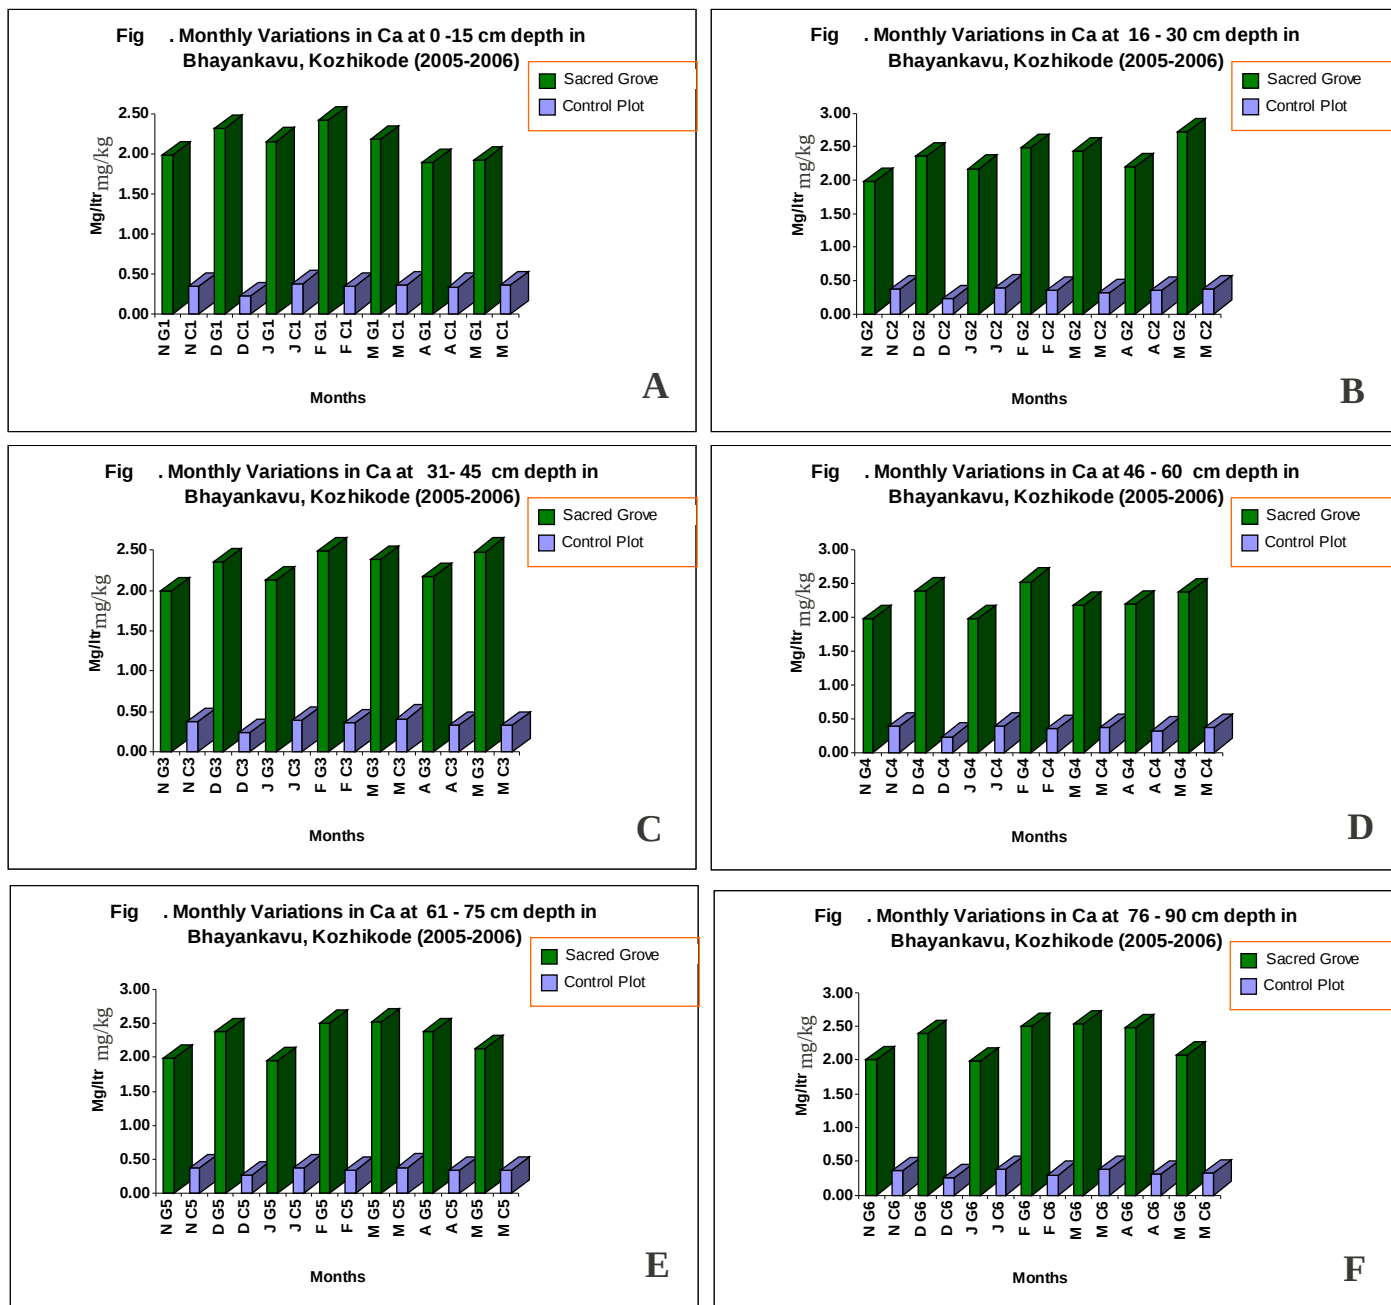 Fig . Monthly Variations in Ca at 0 -15 cm depth in
Bhayankavu, Kozhikode (2005-2006)
Sacred Grove
Control Plot
Mg/ltr mg/kg
2.50
2.00
1.50
1.00
0.50
0.00
N G1
N C1
D G1
D C1
J G1
J C1
F G1
F C1
M G1
M C1
A G1
A C1
M G1
M C1
Months
A
Fig . Monthly Variations in Ca at 16 - 30 cm depth in
Bhayankavu, Kozhikode (2005-2006)
Sacred Grove
Control Plot
Mg/ltr mg/kg
3.00
2.50
2.00
1.50
1.00
0.50
0.00
N G2
N C2
D G2
D C2
J G2
J C2
F G2
F C2
M G2
M C2
A G2
A C2
M G2
M C2
Months
B
Fig . Monthly Variations in Ca at 31- 45 cm depth in
Bhayankavu, Kozhikode (2005-2006)
Sacred Grove
Control Plot
Mg/ltr mg/kg
2.50
2.00
1.50
1.00
0.50
0.00
N G3
N C3
D G3
D C3
J G3
J C3
F G3
F C3
M G3
M C3
A G3
A C3
M G3
M C3
Months
C
Fig . Monthly Variations in Ca at 46 - 60 cm depth in
Bhayankavu, Kozhikode (2005-2006)
Sacred Grove
Control Plot
Mg/ltr mg/kg
3.00
2.50
2.00
1.50
1.00
0.50
0.00
N G4
N C4
D G4
D C4
J G4
J C4
F G4
F C4
M G4
M C4
A G4
A C4
M G4
M C4
Months
D
Fig . Monthly Variations in Ca at 61 - 75 cm depth in
Bhayankavu, Kozhikode (2005-2006)
Sacred Grove
Control Plot
Mg/ltr mg/kg
3.00
2.50
2.00
1.50
1.00
0.50
0.00
N G5
N C5
D G5
D C5
J G5
J C5
F G5
F C5
M G5
M C5
A G5
A C5
M G5
M C5
Months
E
Fig . Monthly Variations in Ca at 76 - 90 cm depth in
Bhayankavu, Kozhikode (2005-2006)
Sacred Grove
Control Plot
Mg/ltr mg/kg
3.00
2.50
2.00
1.50
1.00
0.50
0.00
N G6
N C6
D G6
D C6
J G6
J C6
F G6
F C6
M G6
M C6
A G6
A C6
M G6
M C6
Months
F